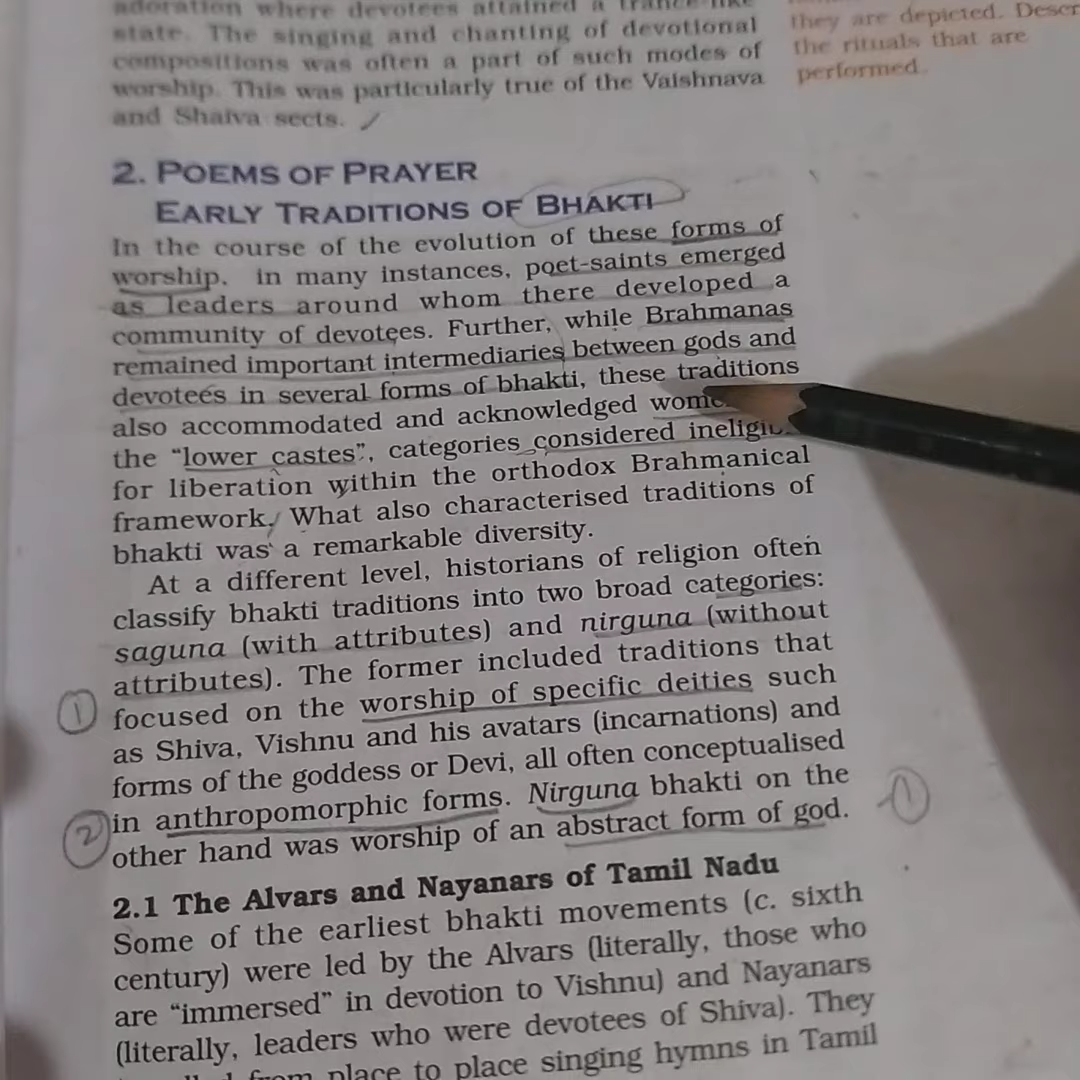 adoration where devotees attained a trance-like
state. The singing and chanting of devotional
compositions was often a part of such modes of
worship. This was particularly true of the Vaishnava
and Shaiva sects.
they are depicted. Descr
the rituals that are
performed.
2. POEMS OF PRAYER
EARLY TRADITIONS OF BHAKTI
In the course of the evolution of these forms of
worship, in many instances, poet-saints emerged
as leaders around whom there developed a
community of devotees. Further, while Brahmanas
remained important intermediaries between gods and
devotees in several forms of bhakti, these traditions
also accommodated and acknowledged
the “lower castes”, categories considered
for liberation within the orthodox Brahmanical
framework. What also characterised traditions of
bhakti was a remarkable diversity.
At a different level, historians of religion often
classify bhakti traditions into two broad categories:
saguna (with attributes) and nirguna (without
attributes). The former included traditions that
1 focused on the worship of specific deities such
as Shiva, Vishnu and his avatars (incarnations) and
forms of the goddess or Devi, all often conceptualised
2 in anthropomorphic forms. Nirguna bhakti on the
other hand was worship of an abstract form of god. 1
2.1 The Alvars and Nayanars of Tamil Nadu
Some of the earliest bhakti movements (c. sixth
century) were led by the Alvars (literally, those who
are “immersed” in devotion to Vishnu) and Nayanars
(literally, leaders who were devotees of Shiva). They
from place to place singing hymns in Tamil